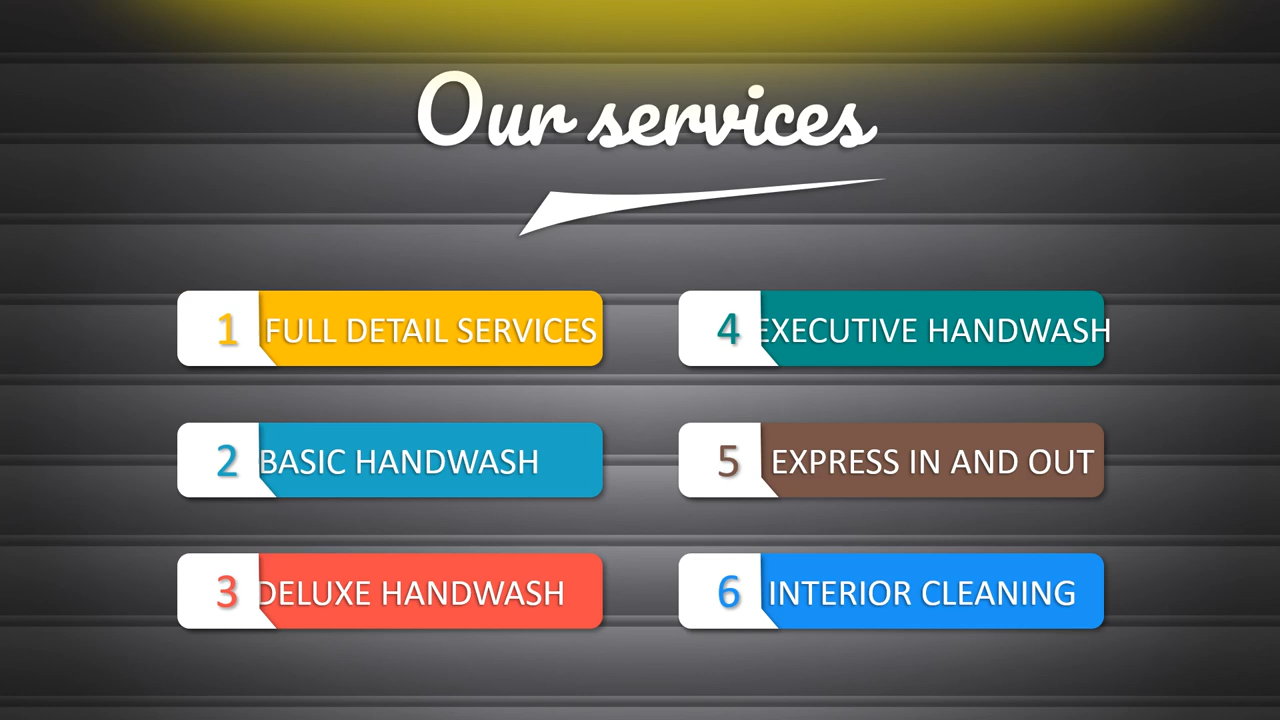 Our services
1 FULL DETAIL SERVICES
2 BASIC HANDWASH
3 DELUXE HANDWASH
4 EXECUTIVE HANDWASH
5 EXPRESS IN AND OUT
6 INTERIOR CLEANING